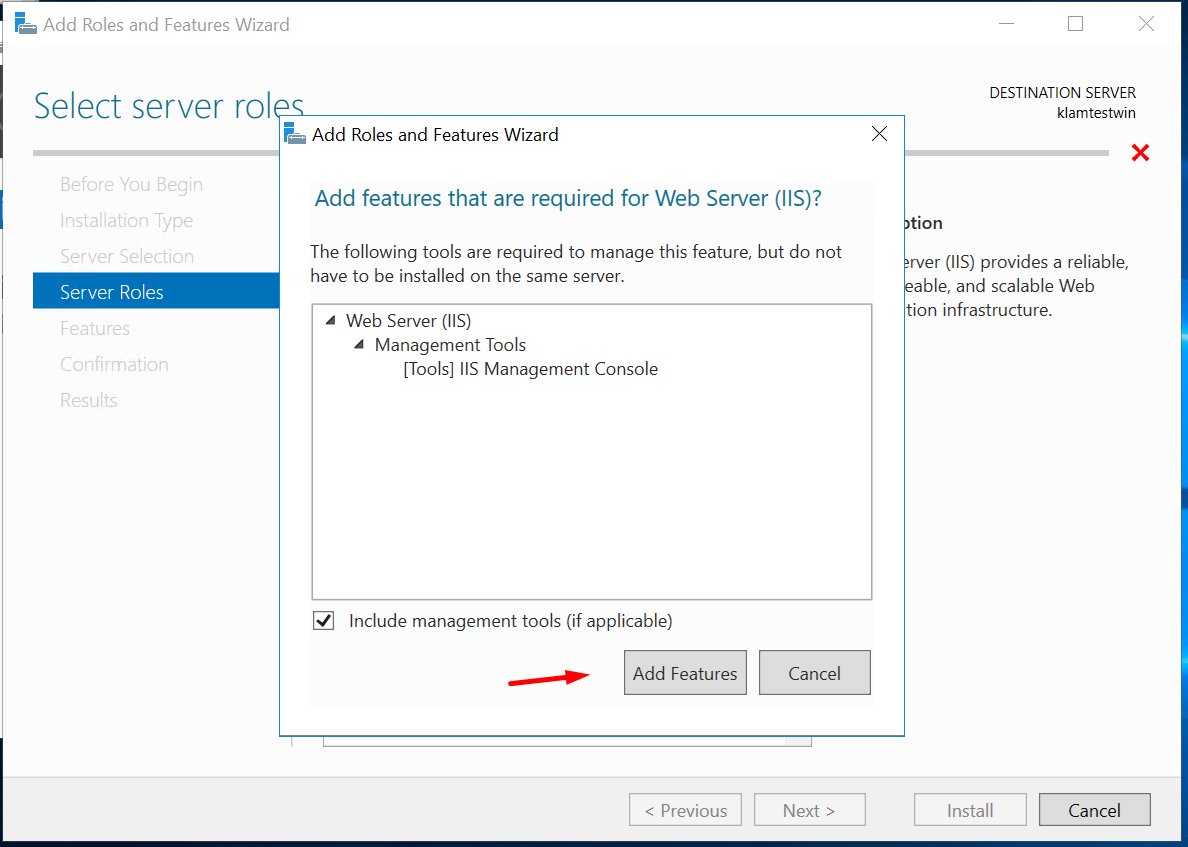 Add Roles and Features Wizard
Select server roles
DESTINATION SERVER
klamtestwin
Before You Begin
Installation Type
Server Selection
Server Roles
Features
Confirmation
Results
Add Roles and Features Wizard
Add features that are required for Web Server (IIS)?
The following tools are required to manage this feature, but do not
have to be installed on the same server.
Web Server (IIS)
Management Tools
[Tools] IIS Management Console
Include management tools (if applicable)
Add Features
Cancel
(IIS) provides a reliable,
and scalable Web
infrastructure.
< Previous
Next >
Install
Cancel